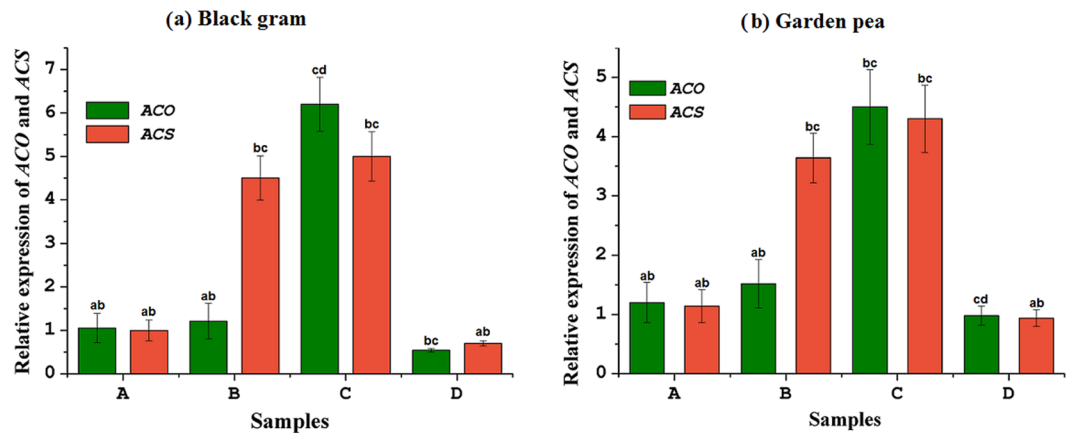 (a) Black gram
Relative expression of ACO and ACS
7
6
5
4
3
2
1
0
ACO
ACS
ab
ab
ab
bc
cd
bc
bc
ab
A
B
C
D
Samples
(b) Garden pea
Relative expression of ACO and ACS
5
4
3
2
1
0
ACO
ACS
ab
ab
ab
bc
bc
bc
cd
ab
A
B
C
D
Samples